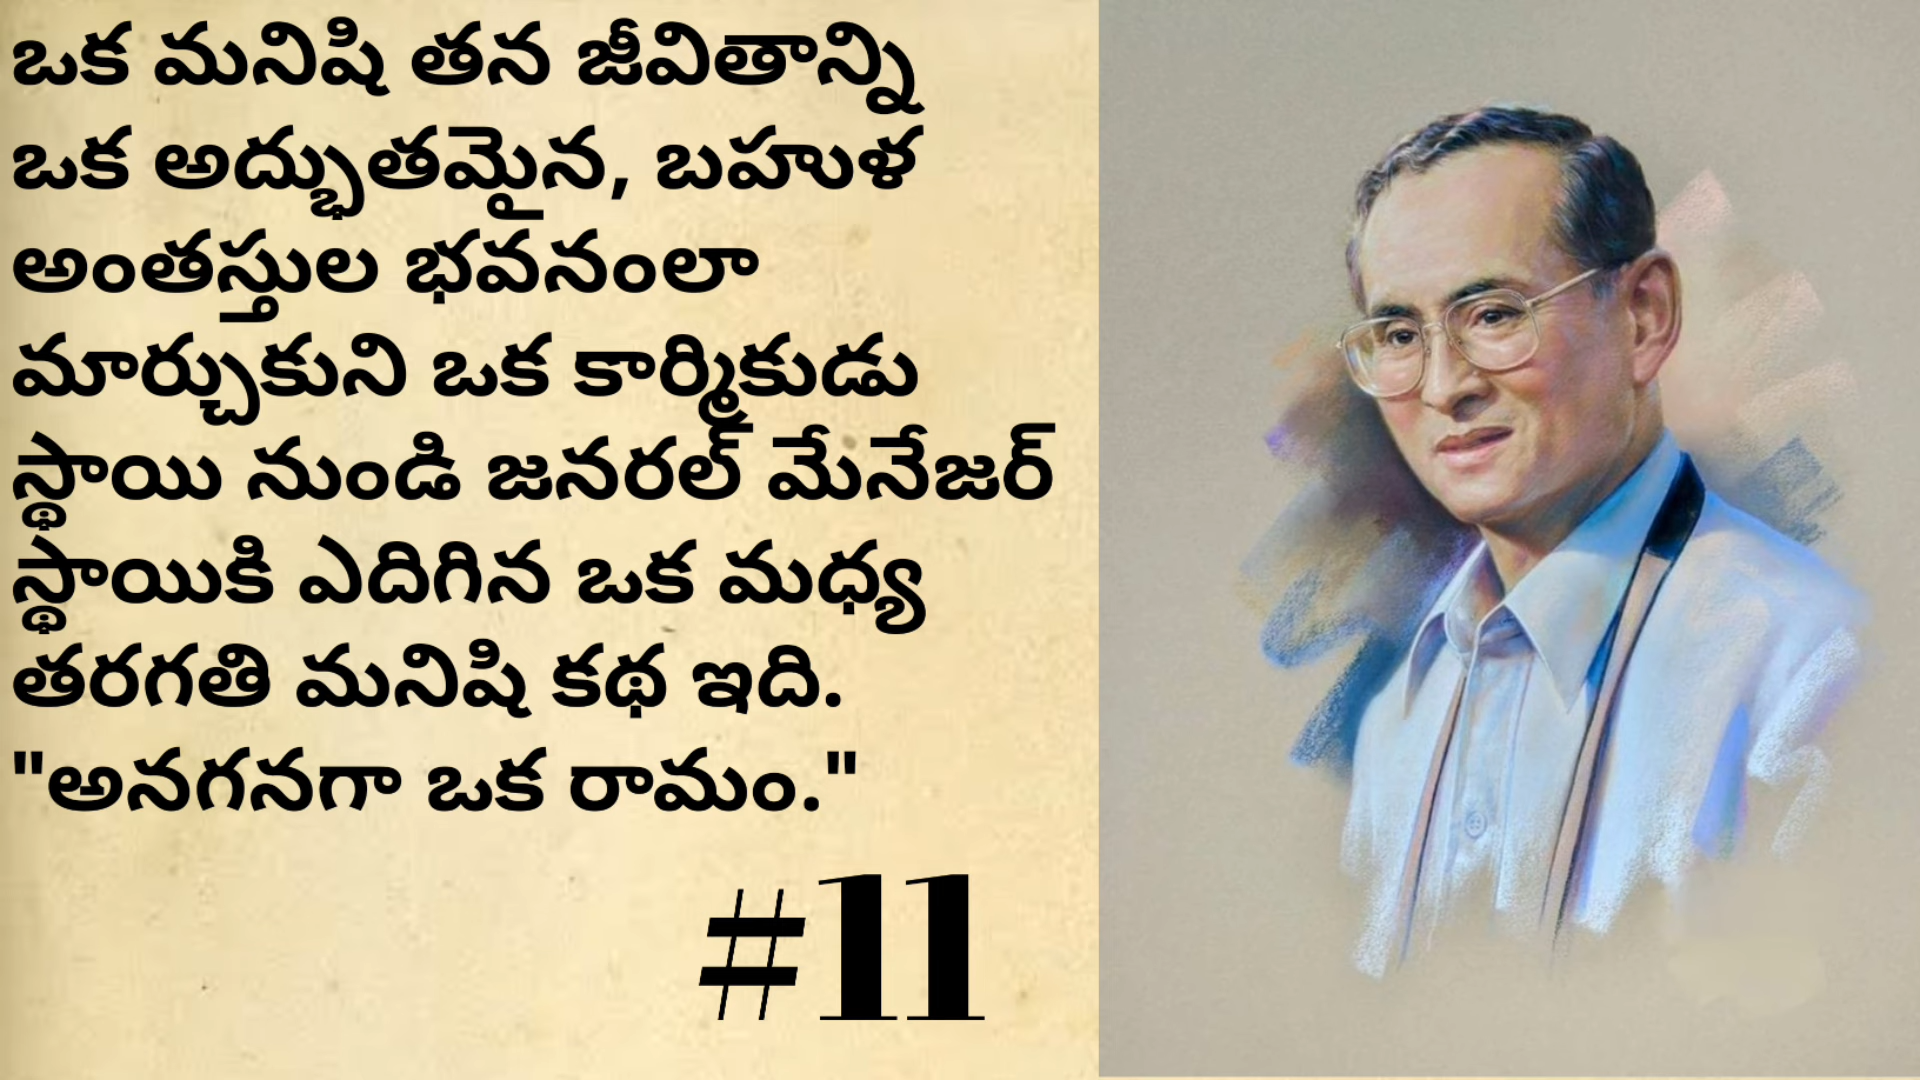 ఒక మనిషి తన జీవితాన్ని
ఒక అద్భుతమైన, బహుళ
అంతస్తుల భవనంలా
మార్చుకుని ఒక కార్మికుడు
స్థాయి నుండి జనరల్ మేనేజర్
స్థాయికి ఎదిగిన ఒక మధ్య
తరగతి మనిషి కథ ఇది.
"అనగనగా ఒక రామం."
#11